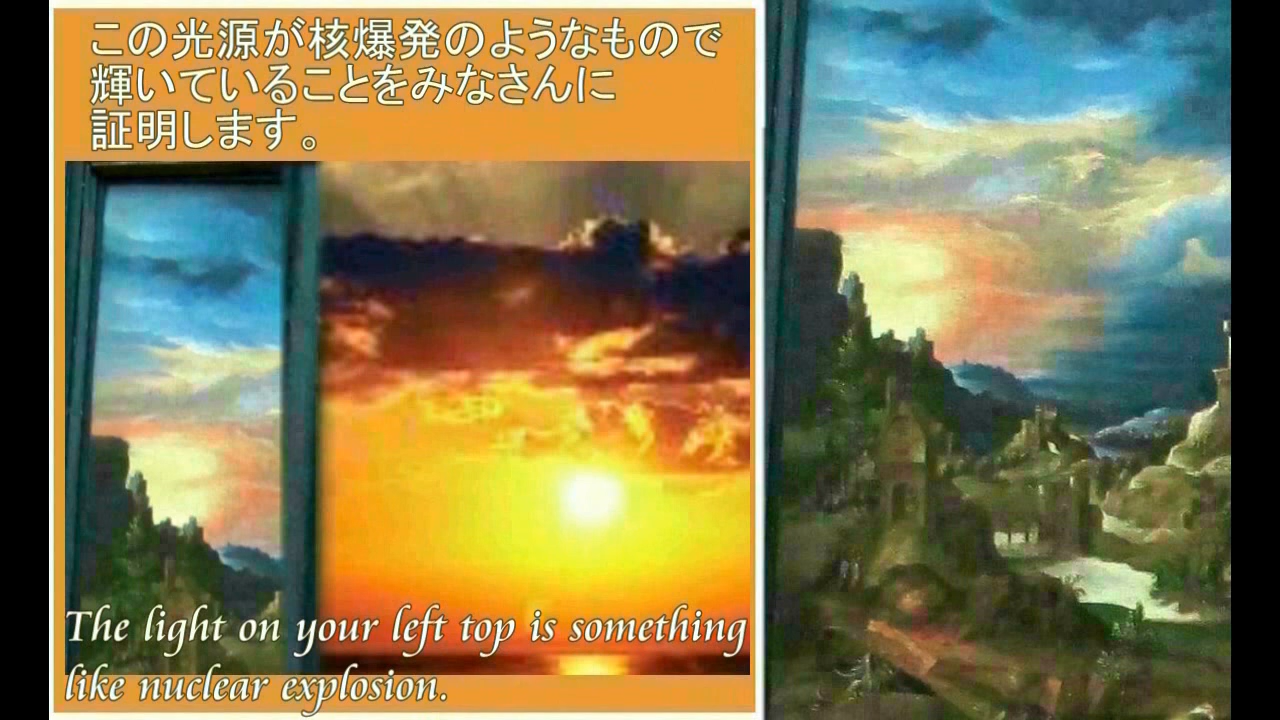 この光源が核爆発のようなもので
輝いていることをみなさんに
証明します。
The light on your left top is something
like nuclear explosion.